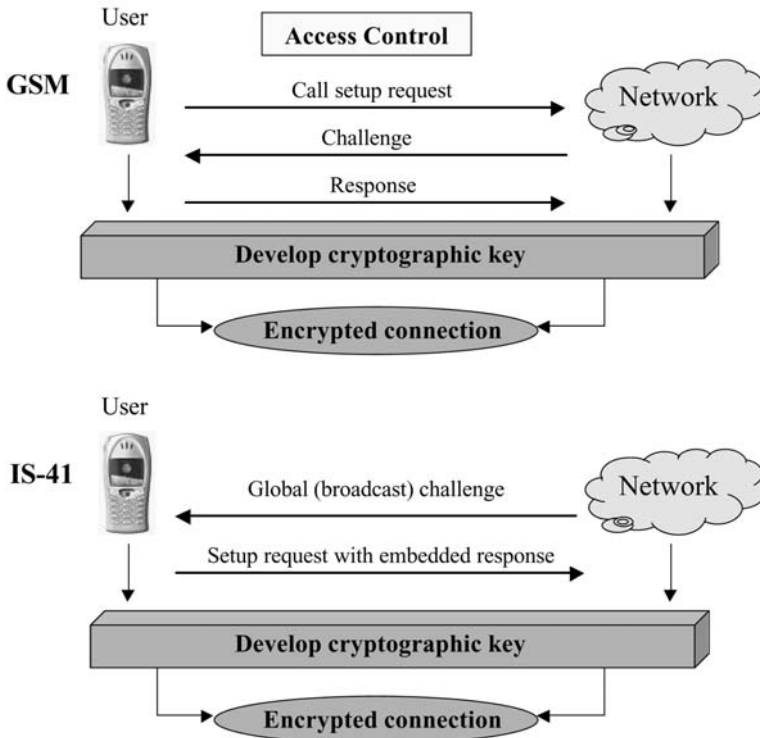 User
Access Control
GSM
Call setup request
Network
Challenge
Response
Develop cryptographic key
Encrypted connection
User
IS-41
Global (broadcast) challenge
Network
Setup request with embedded response
Develop cryptographic key
Encrypted connection